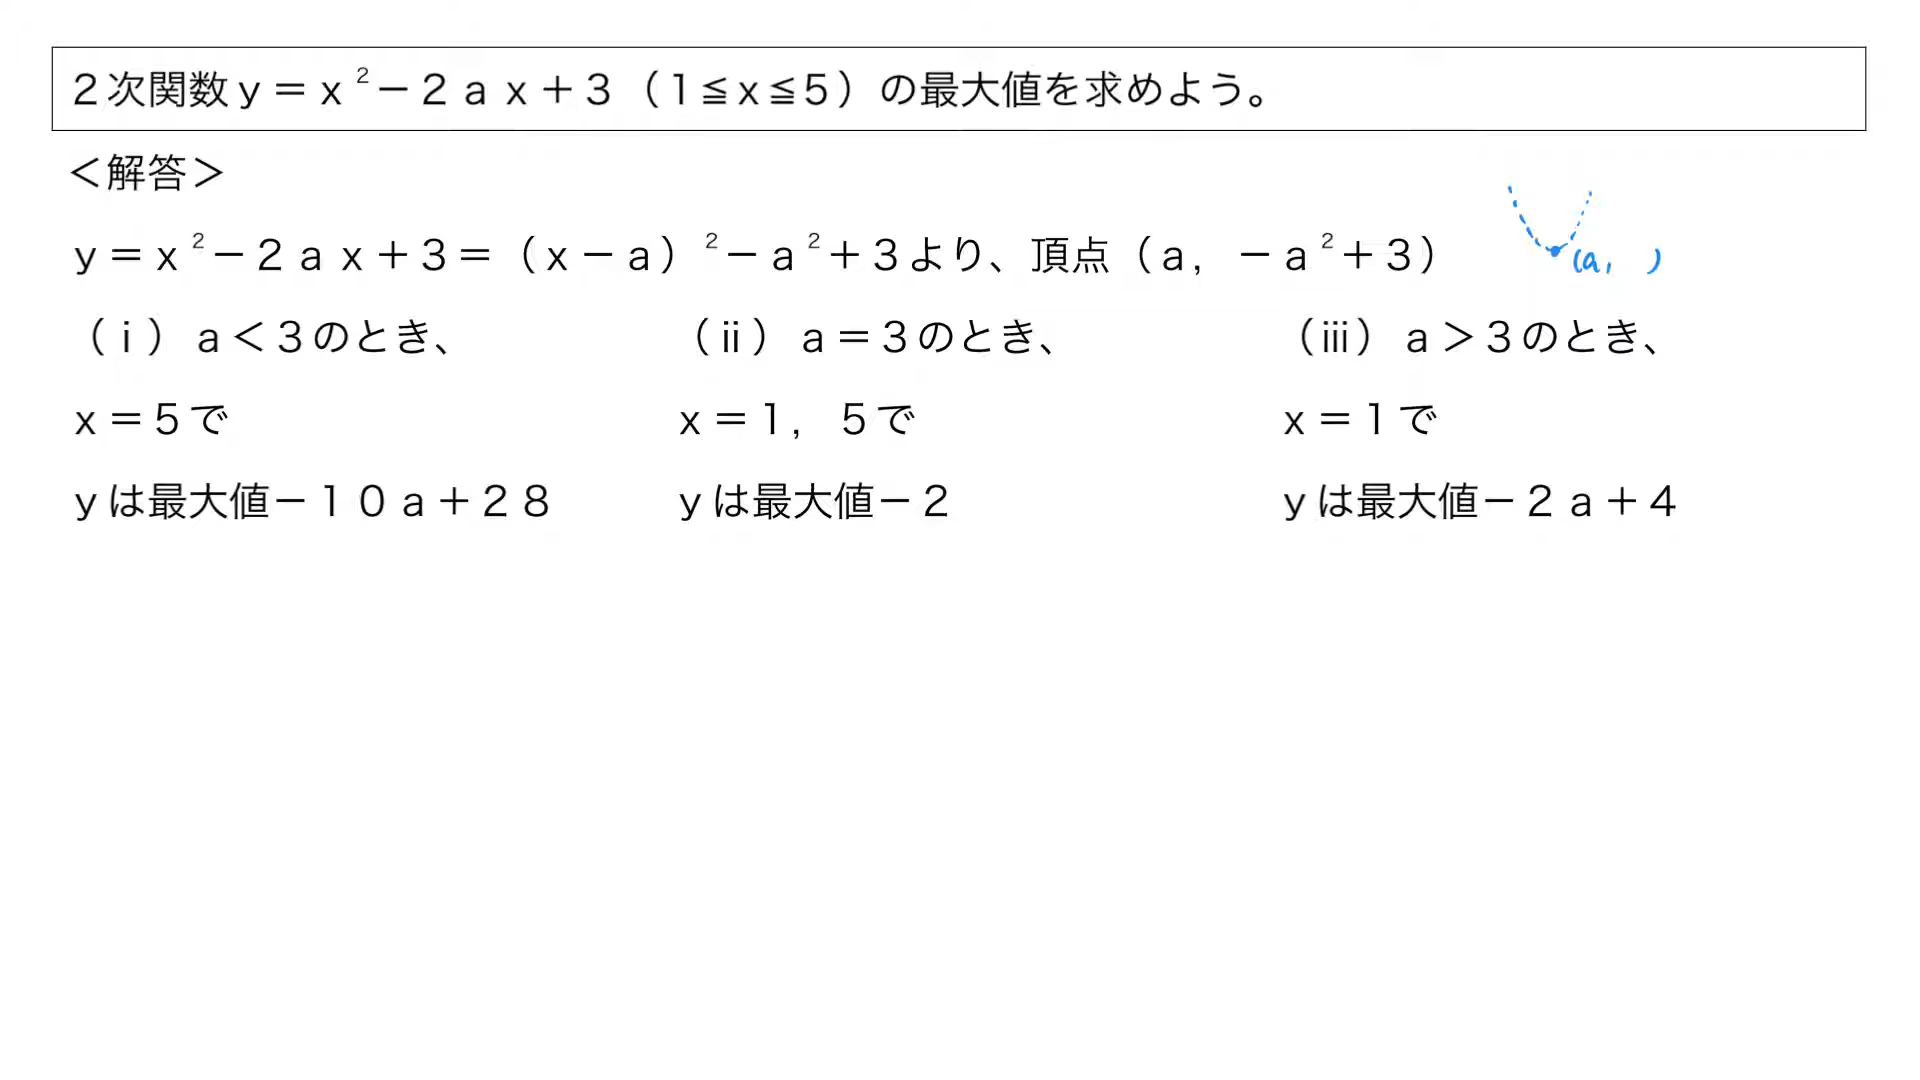 ２次関数ｙ＝ｘ²－２ａｘ＋３（１≦ｘ≦５）の最大値を求めよう。
＜解答＞
ｙ＝ｘ²－２ａｘ＋３＝（ｘ－ａ）²－ａ²＋３より、頂点（ａ，－ａ²＋３）
(a, )
（ⅰ）ａ＜３のとき、
ｘ＝５で
ｙは最大値－１０ａ＋２８
（ⅱ）ａ＝３のとき、
ｘ＝１，５で
ｙは最大値－２
（ⅲ）ａ＞３のとき、
ｘ＝１で
ｙは最大値－２ａ＋４